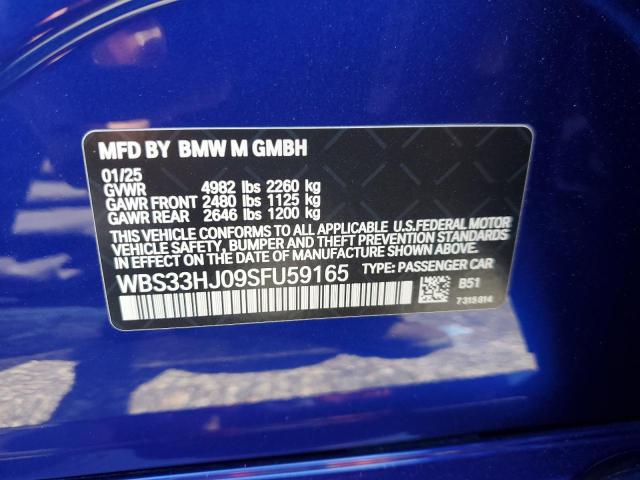 MFD BY BMW M GMBH
01/25
GVWR 4982 lbs 2260 kg
GAWR FRONT 2480 lbs 1125 kg
GAWR REAR 2646 lbs 1200 kg
THIS VEHICLE CONFORMS TO ALL APPLICABLE U.S.FEDERAL MOTOR
VEHICLE SAFETY, BUMPER AND THEFT PREVENTION STANDARDS
IN EFFECT ON THE DATE OF MANUFACTURE SHOWN ABOVE.
WBS33HJ09SFU59165 TYPE: PASSENGER CAR
B51
7319814